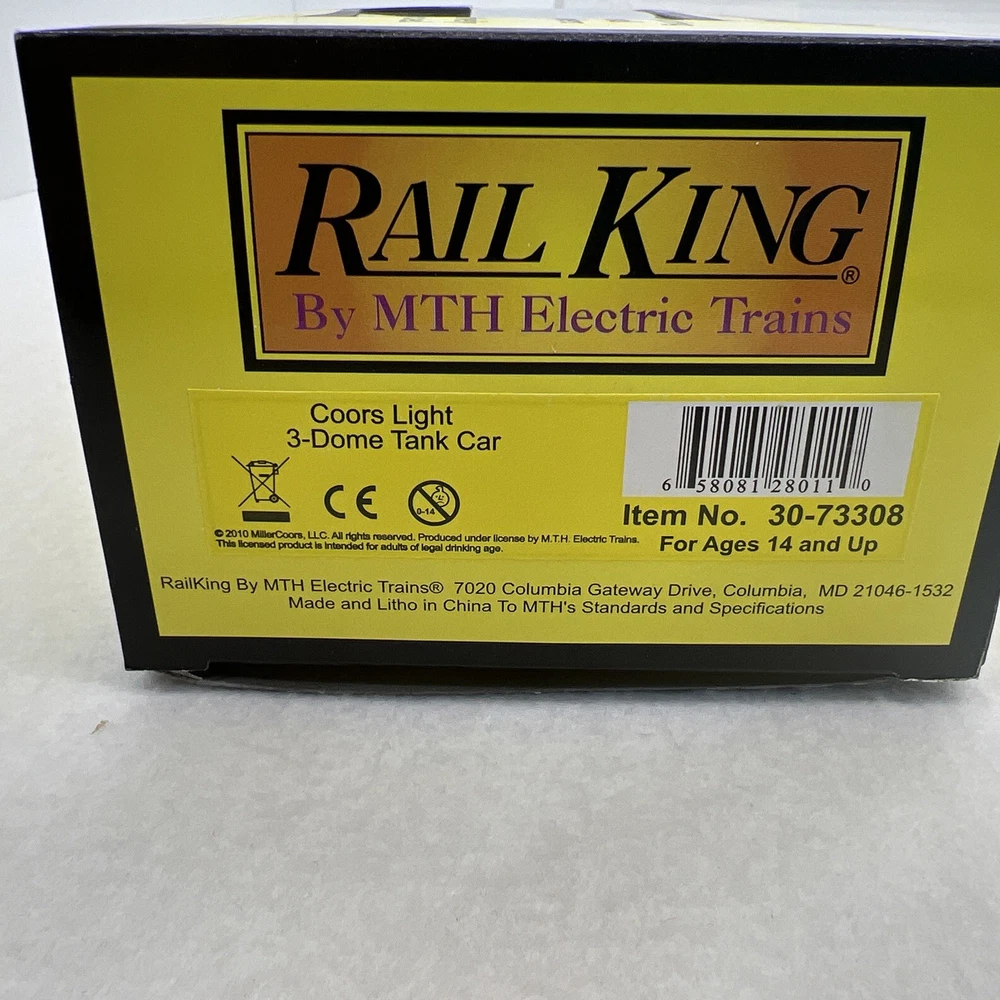 RAIL KING®
By MTH Electric Trains
Coors Light
3-Dome Tank Car
CE
0-14
© 2010 MillerCoors, LLC. All rights reserved. Produced under license by M.T.H. Electric Trains.
This licensed product is intended for adults of legal drinking age.
6 58081 28011 0
Item No. 30-73308
For Ages 14 and Up
RailKing By MTH Electric Trains® 7020 Columbia Gateway Drive, Columbia, MD 21046-1532
Made and Litho in China To MTH's Standards and Specifications